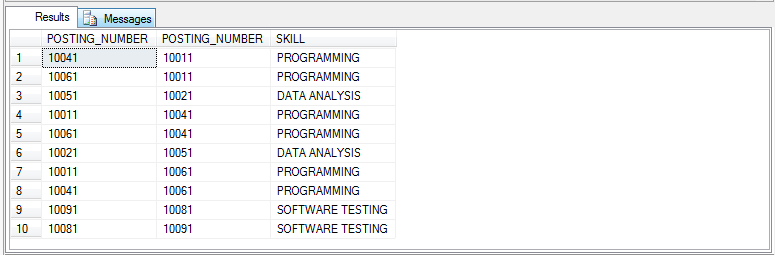 Results Messages
POSTING_NUMBER POSTING_NUMBER SKILL
1 10041 10011 PROGRAMMING
2 10061 10011 PROGRAMMING
3 10051 10021 DATA ANALYSIS
4 10011 10041 PROGRAMMING
5 10061 10041 PROGRAMMING
6 10021 10051 DATA ANALYSIS
7 10011 10061 PROGRAMMING
8 10041 10061 PROGRAMMING
9 10091 10081 SOFTWARE TESTING
10 10081 10091 SOFTWARE TESTING